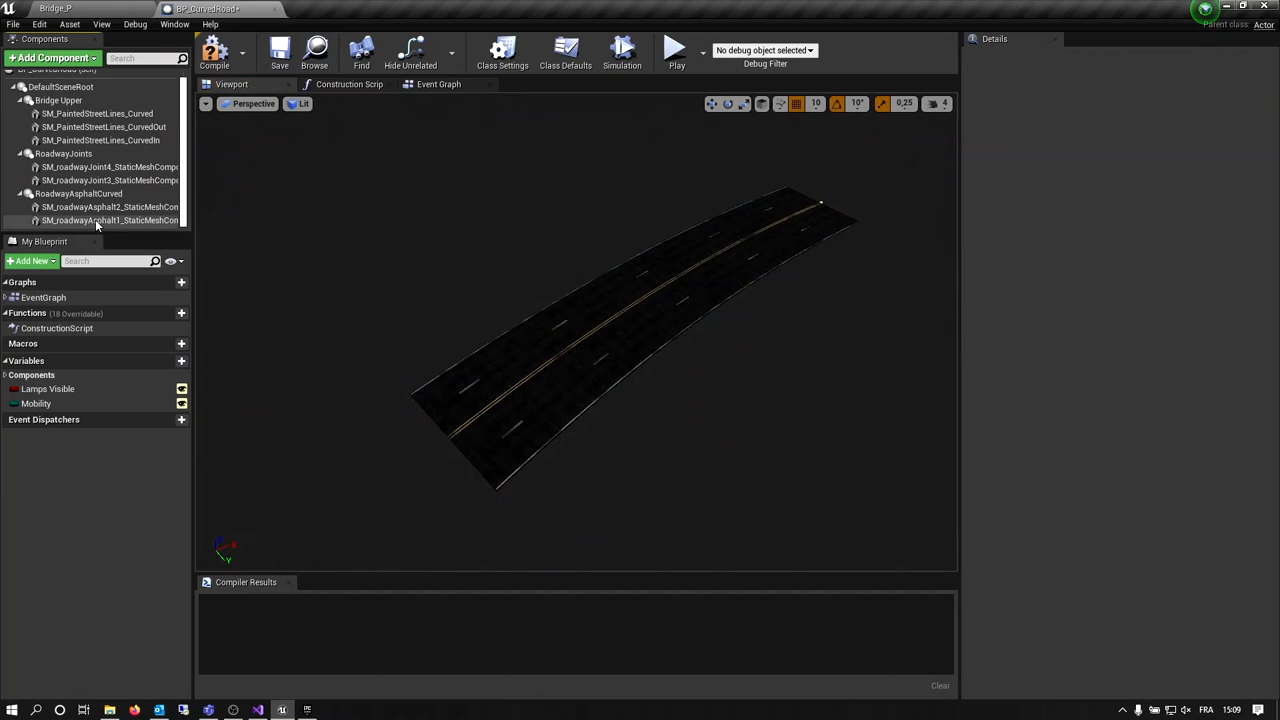 Bridge_P
BP_CurvedRoad*
File
Edit
Asset
View
Debug
Window
Help
Parent class: Actor
Components
+Add Component
Search
DefaultSceneRoot
Bridge Upper
SM_PaintedStreetLines_Curved
SM_PaintedStreetLines_CurvedOut
SM_PaintedStreetLines_CurvedIn
RoadwayJoints
SM_roadwayJoint4_StaticMeshCompo
SM_roadwayJoint3_StaticMeshCompo
RoadwayAsphaltCurved
SM_roadwayAsphalt2_StaticMeshCon
SM_roadwayAsphalt1_StaticMeshCon
My Blueprint
+Add New
Search
Graphs
EventGraph
Functions (18 Overridable)
ConstructionScript
Macros
Variables
Components
Lamps Visible
Mobility
Event Dispatchers
Compile
Save
Browse
Find
Hide Unrelated
Class Settings
Class Defaults
Simulation
Play
No debug object selected
Debug Filter
Viewport
Construction Scrip
Event Graph
Perspective
Lit
10
10°
0,25
4
X
Y
Compiler Results
Clear
Details
FRA
15:09